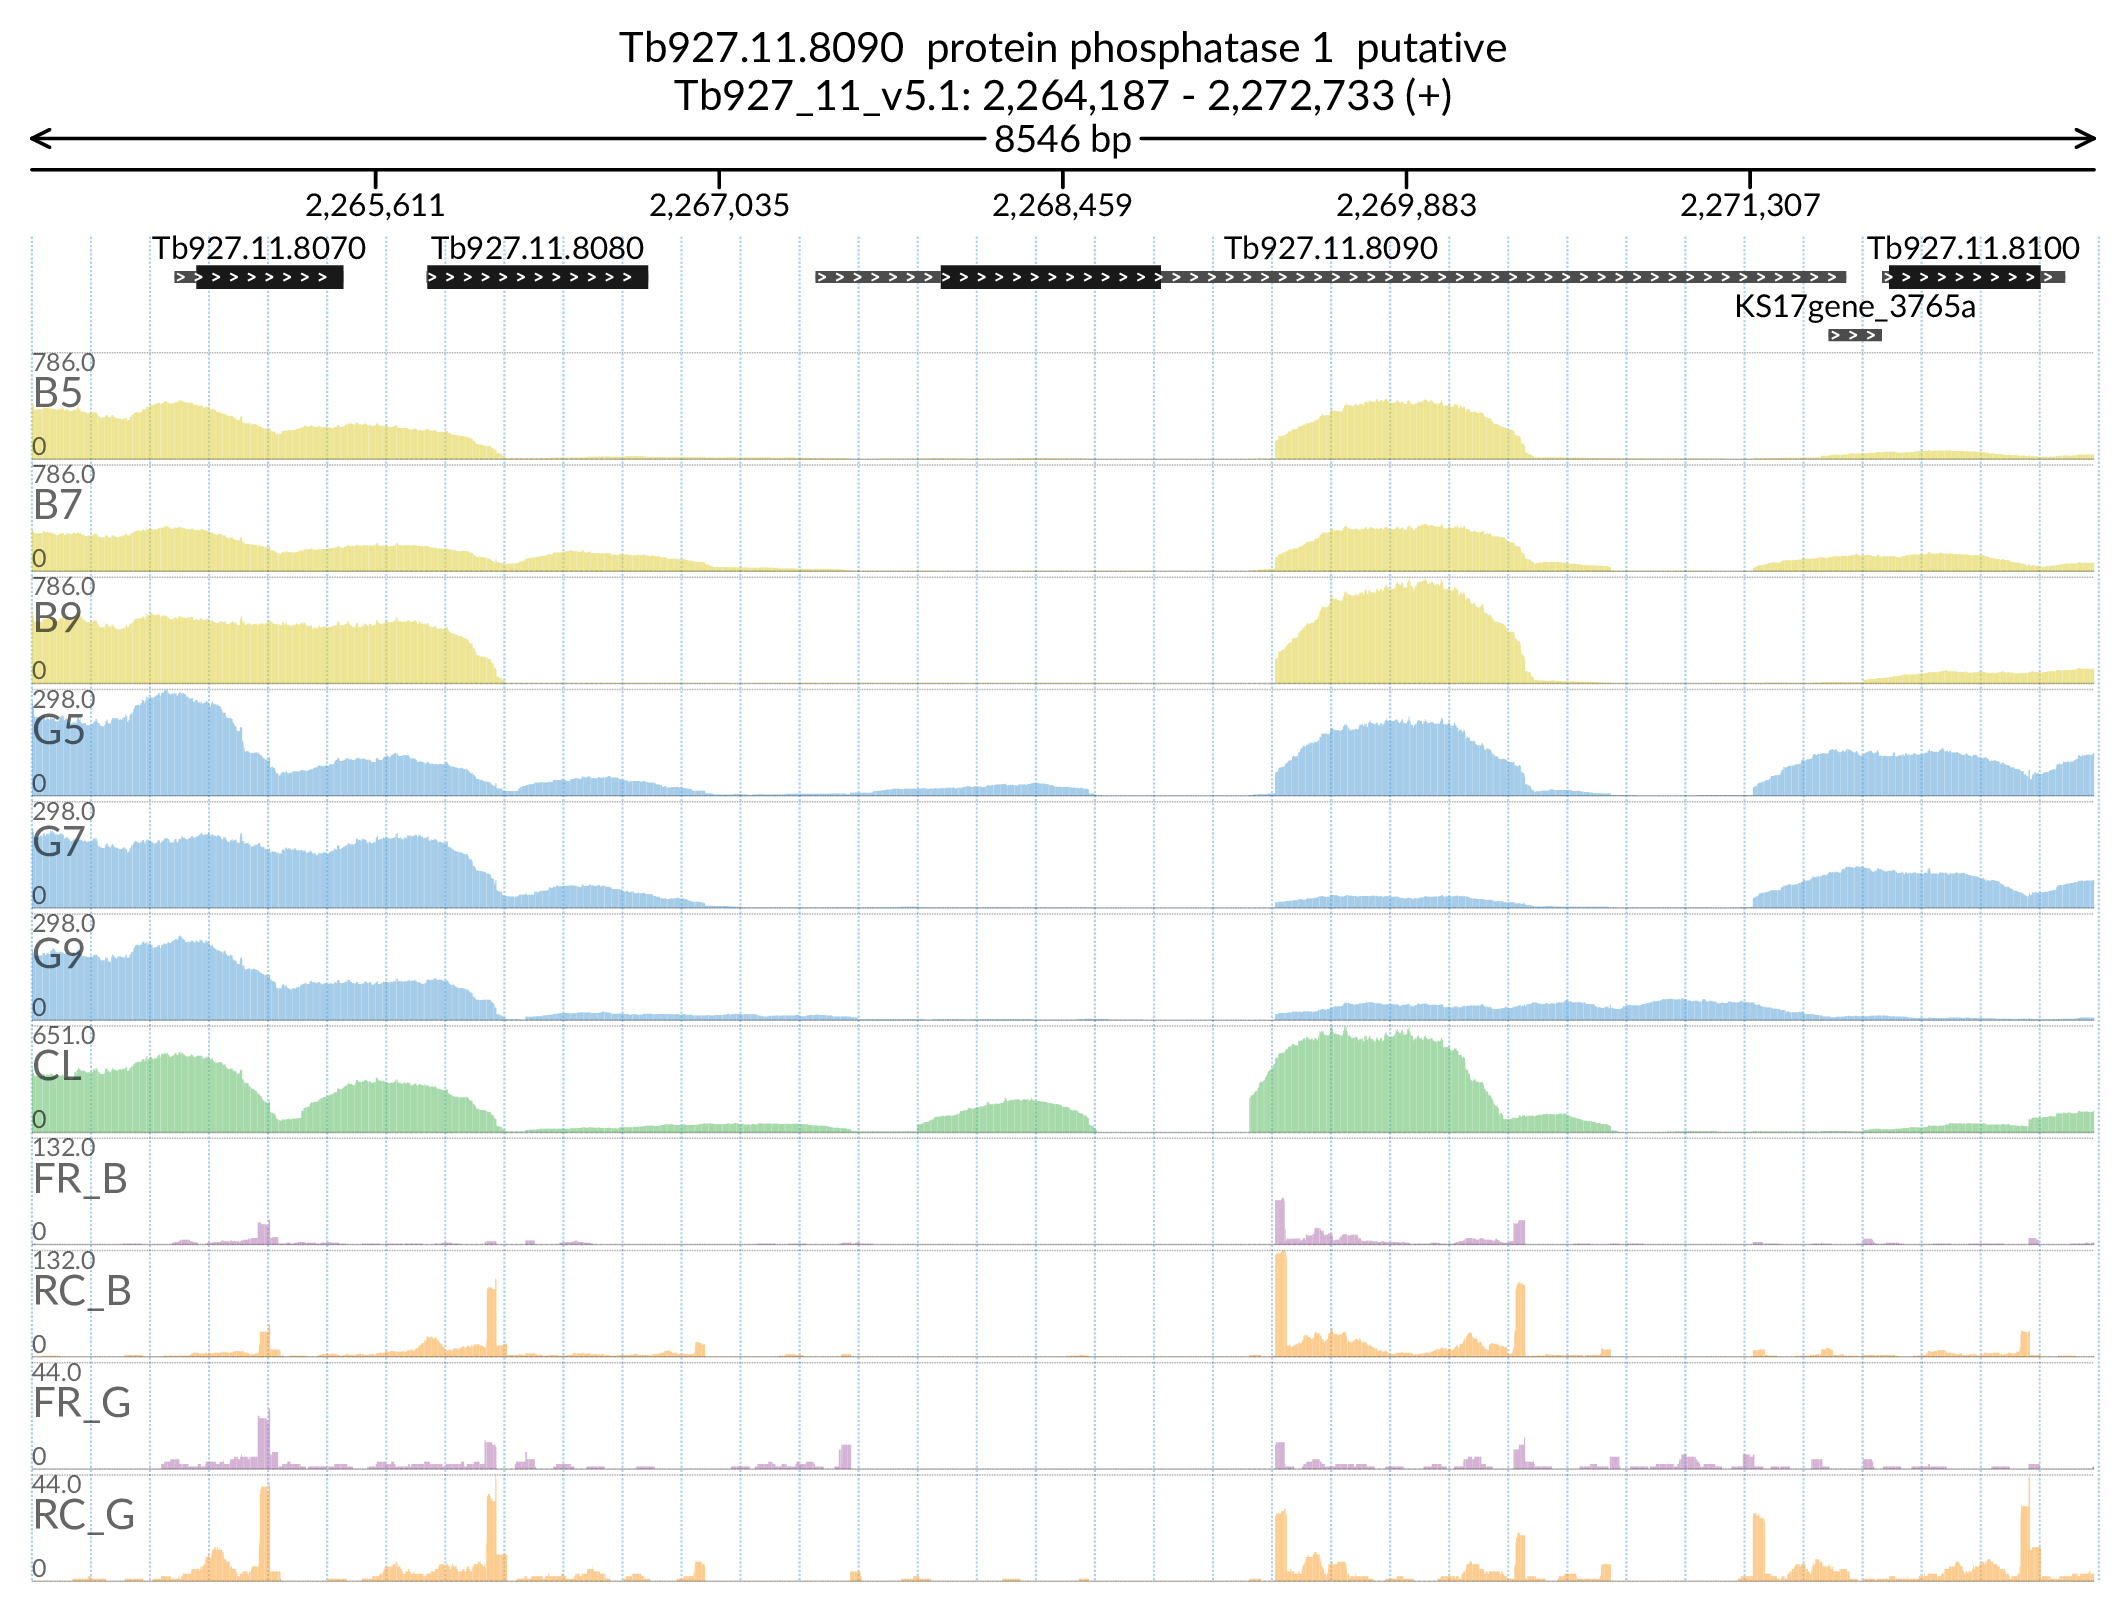 Tb927.11.8090  protein phosphatase 1  putative
Tb927_11_v5.1: 2,264,187 - 2,272,733 (+)
8546 bp
2,265,611 2,267,035 2,268,459 2,269,883 2,271,307
Tb927.11.8070 Tb927.11.8080 Tb927.11.8090 Tb927.11.8100
KS17gene_3765a
786.0
B5
0
786.0
B7
0
786.0
B9
0
298.0
G5
0
298.0
G7
0
298.0
G9
0
651.0
CL
0
132.0
FR_B
0
132.0
RC_B
0
44.0
FR_G
0
44.0
RC_G
0